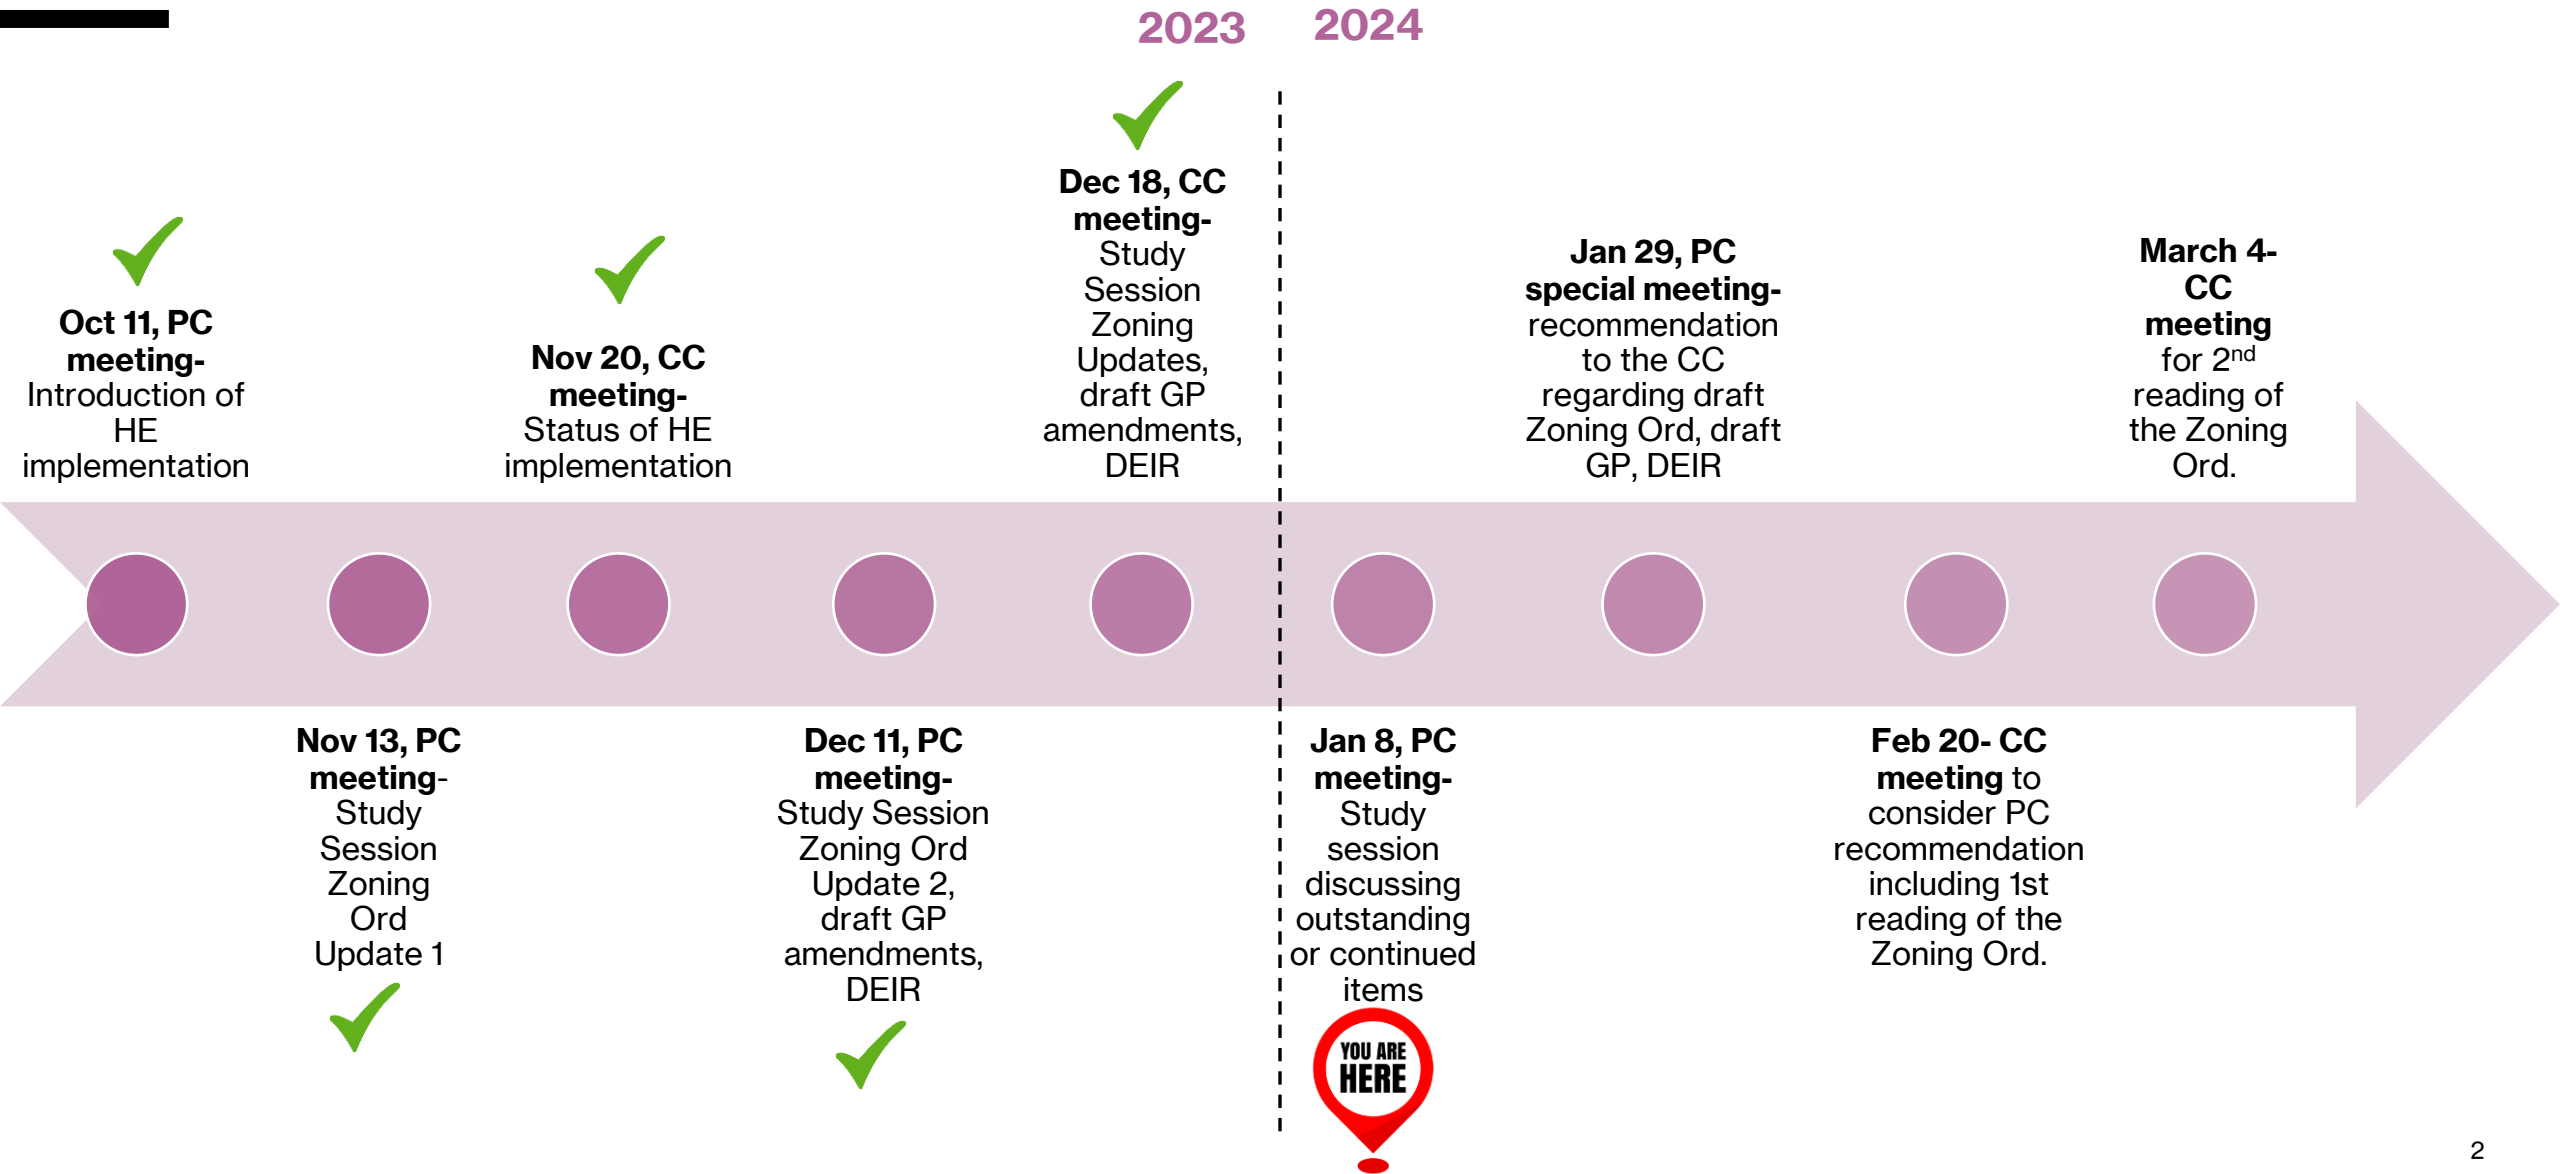 2023
2024
Oct 11, PC
meeting-
Introduction of
HE
implementation
Nov 13, PC
meeting-
Study
Session
Zoning
Ord
Update 1
Nov 20, CC
meeting-
Status of HE
implementation
Dec 11, PC
meeting-
Study Session
Zoning Ord
Update 2,
draft GP
amendments,
DEIR
Dec 18, CC
meeting-
Study
Session
Zoning
Updates,
draft GP
amendments,
DEIR
Jan 8, PC
meeting-
Study
session
discussing
outstanding
or continued
items
YOU ARE
HERE
Jan 29, PC
special meeting-
recommendation
to the CC
regarding draft
Zoning Ord, draft
GP, DEIR
Feb 20- CC
meeting to
consider PC
recommendation
including 1st
reading of the
Zoning Ord.
March 4-
CC
meeting
for 2nd
reading of
the Zoning
Ord.
2